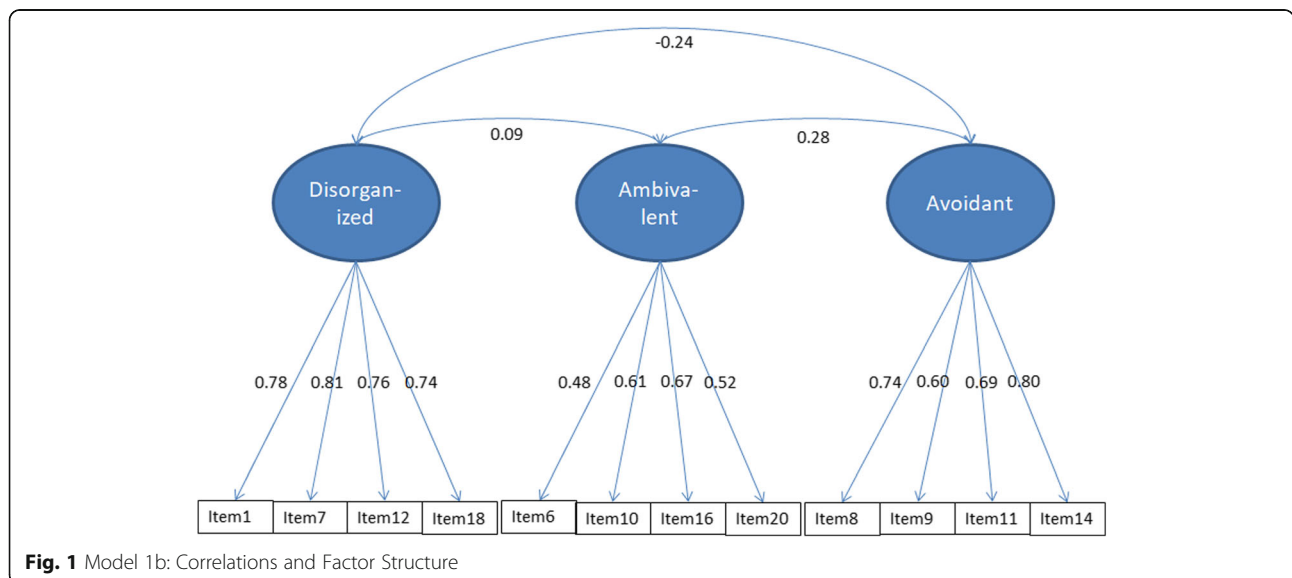 -0.24
0.09 0.28
Disorgan-
ized
Ambiva-
lent
Avoidant
0.78 0.81 0.76 0.74 0.48 0.61 0.67 0.52 0.74 0.60 0.69 0.80
Item1 Item7 Item12 Item18 Item6 Item10 Item16 Item20 Item8 Item9 Item11 Item14
Fig. 1 Model 1b: Correlations and Factor Structure